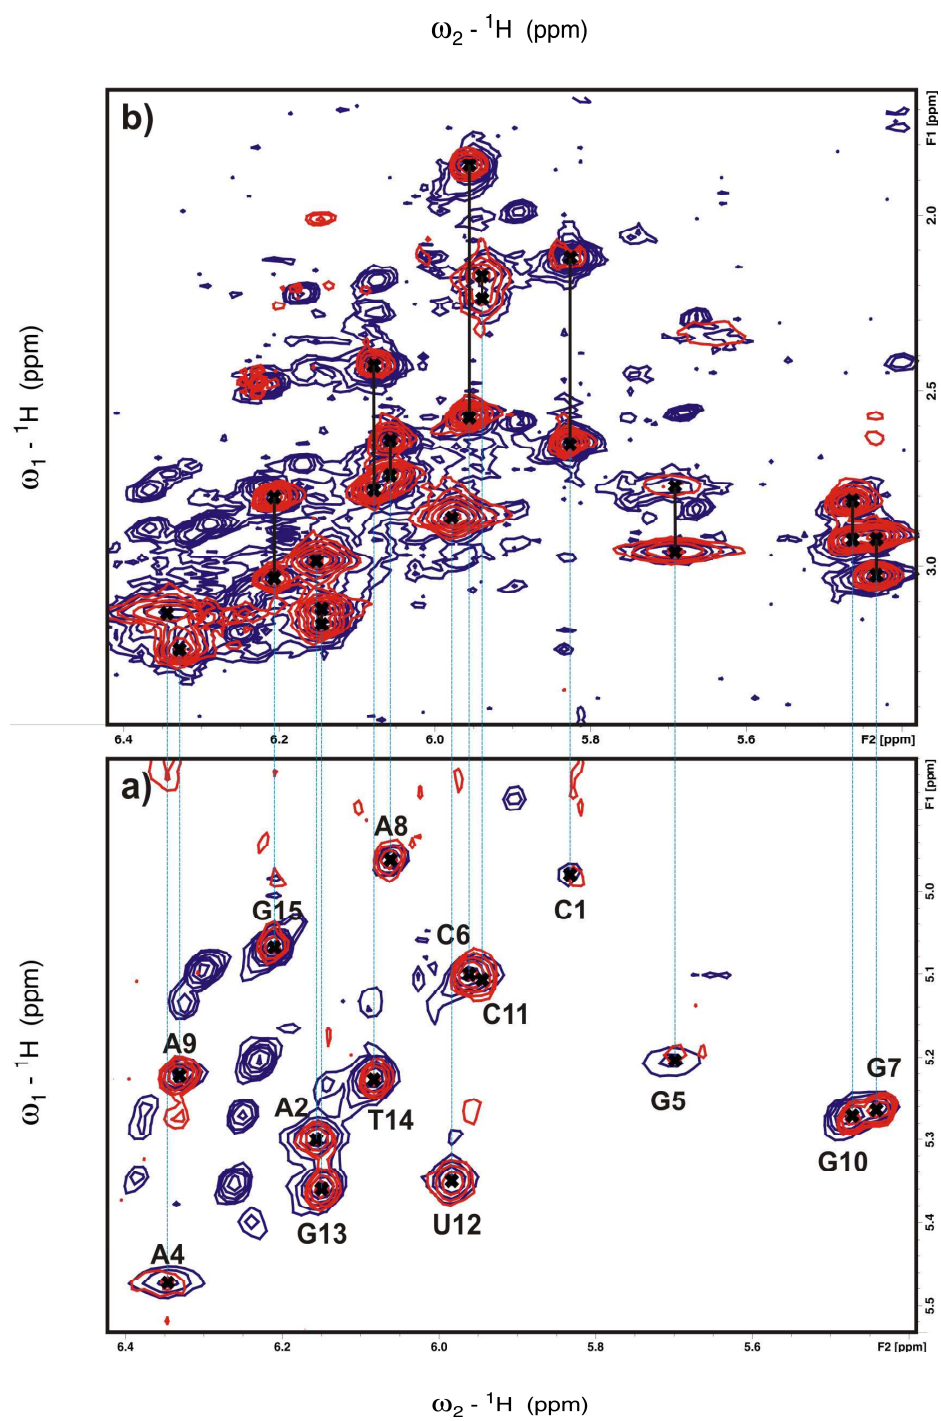 ω2 - 1H (ppm)
b)
F1 [ppm]
2.0
2.5
3.0
ω1 - 1H (ppm)
6.4 6.2 6.0 5.8 5.6 F2 [ppm]
a)
F1 [ppm]
A8
G15
C1
5.0
C6
5.1
C11
A9
5.2
G7
G5
A2
T14
5.3
G10
G13
U12
5.4
A4
5.5
ω1 - 1H (ppm)
6.4 6.2 6.0 5.8 5.6 F2 [ppm]
ω2 - 1H (ppm)